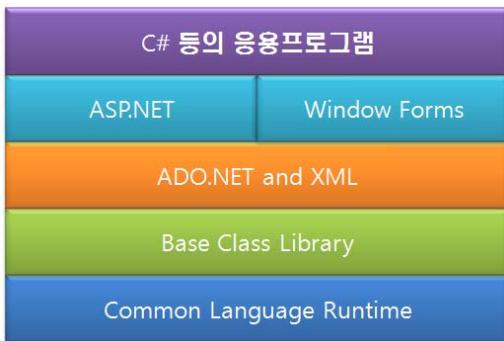 C# 등의 응용프로그램
ASP.NET
Window Forms
ADO.NET and XML
Base Class Library
Common Language Runtime